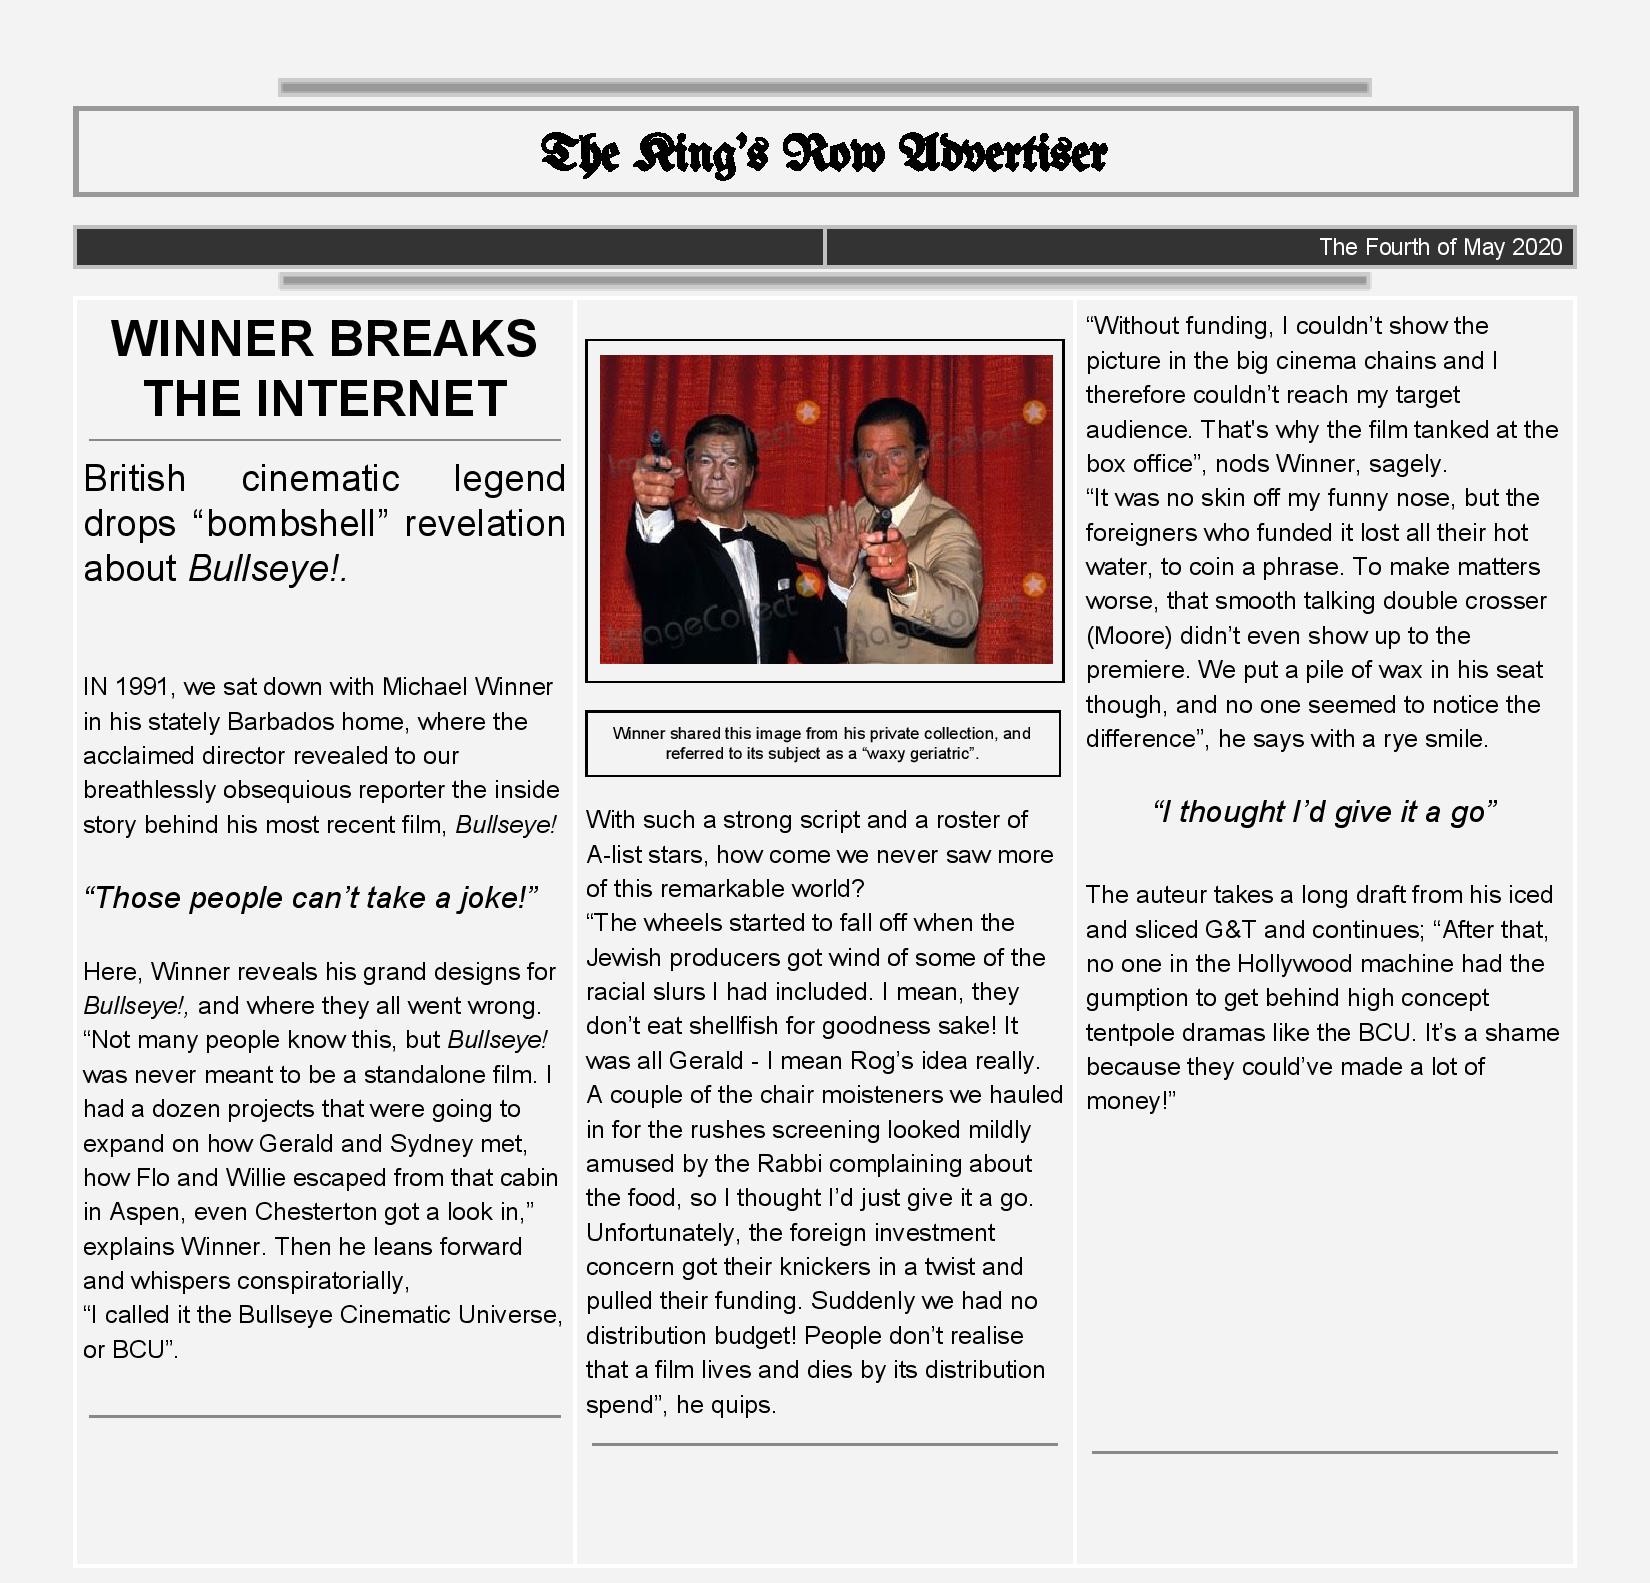 The King's Row Advertiser
The Fourth of May 2020
WINNER BREAKS
THE INTERNET
British cinematic legend
drops “bombshell” revelation
about Bullseye!.
IN 1991, we sat down with Michael Winner
in his stately Barbados home, where the
acclaimed director revealed to our
breathlessly obsequious reporter the inside
story behind his most recent film, Bullseye!
“Those people can’t take a joke!”
Here, Winner reveals his grand designs for
Bullseye!, and where they all went wrong.
“Not many people know this, but Bullseye!
was never meant to be a standalone film. I
had a dozen projects that were going to
expand on how Gerald and Sydney met,
how Flo and Willie escaped from that cabin
in Aspen, even Chesterton got a look in,”
explains Winner. Then he leans forward
and whispers conspiratorially,
“I called it the Bullseye Cinematic Universe,
or BCU”.
ImageCollect ImageCollect
ImageCollect ImageCollect
Winner shared this image from his private collection, and
referred to its subject as a “waxy geriatric”.
With such a strong script and a roster of
A-list stars, how come we never saw more
of this remarkable world?
“The wheels started to fall off when the
Jewish producers got wind of some of the
racial slurs I had included. I mean, they
don’t eat shellfish for goodness sake! It
was all Gerald - I mean Rog’s idea really.
A couple of the chair moisteners we hauled
in for the rushes screening looked mildly
amused by the Rabbi complaining about
the food, so I thought I’d just give it a go.
Unfortunately, the foreign investment
concern got their knickers in a twist and
pulled their funding. Suddenly we had no
distribution budget! People don’t realise
that a film lives and dies by its distribution
spend”, he quips.
“Without funding, I couldn’t show the
picture in the big cinema chains and I
therefore couldn’t reach my target
audience. That's why the film tanked at the
box office”, nods Winner, sagely.
“It was no skin off my funny nose, but the
foreigners who funded it lost all their hot
water, to coin a phrase. To make matters
worse, that smooth talking double crosser
(Moore) didn’t even show up to the
premiere. We put a pile of wax in his seat
though, and no one seemed to notice the
difference”, he says with a rye smile.
“I thought I’d give it a go”
The auteur takes a long draft from his iced
and sliced G&T and continues; “After that,
no one in the Hollywood machine had the
gumption to get behind high concept
tentpole dramas like the BCU. It’s a shame
because they could’ve made a lot of
money!”